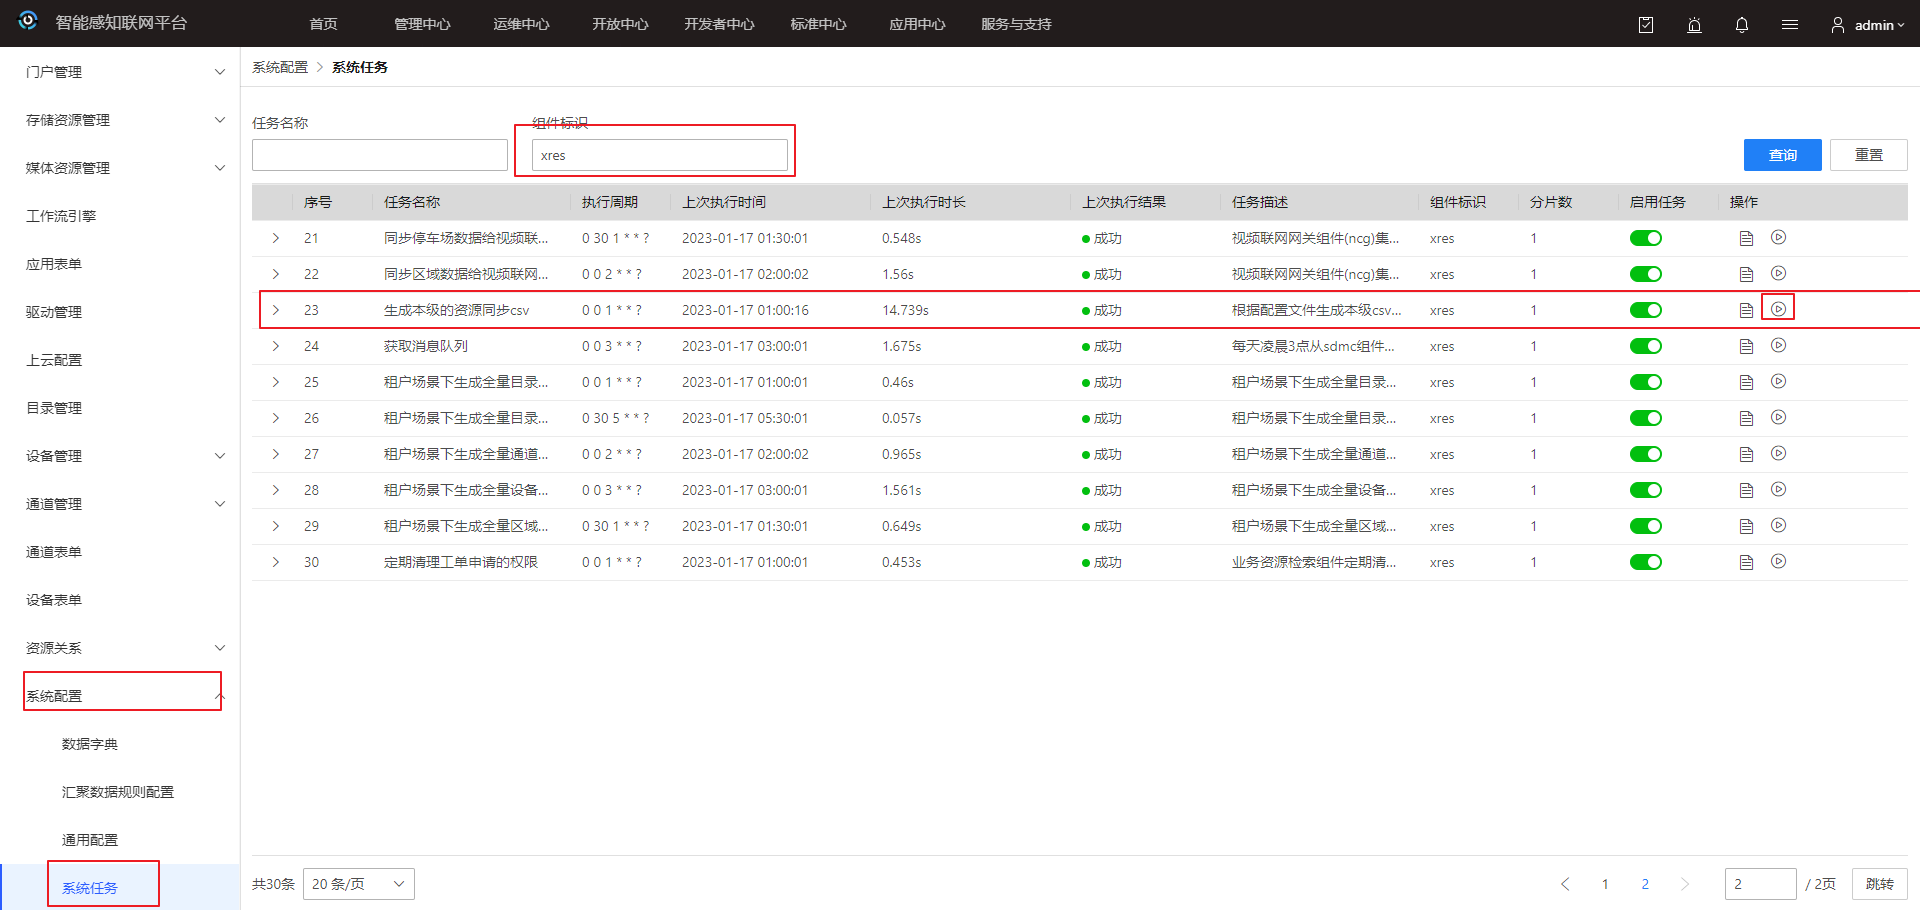 智能感知联网平台
首页 管理中心 运维中心 开放中心 开发者中心 标准中心 应用中心 服务与支持 admin
门户管理
存储资源管理
媒体资源管理
工作流引擎
应用表单
驱动管理
上云配置
目录管理
设备管理
通道管理
通道表单
设备表单
资源关系
系统配置
数据字典
汇聚数据规则配置
通用配置
系统任务
系统配置 > 系统任务
任务名称 组件标识
xres 查询 重置
序号 任务名称 执行周期 上次执行时间 上次执行时长 上次执行结果 任务描述 组件标识 分片数 启用任务 操作
21 同步停车场数据给视频联... 0 30 1 * * ? 2023-01-17 01:30:01 0.548s 成功 视频联网网关组件(ncg)集... xres 1
22 同步区域数据给视频联网... 0 0 2 * * ? 2023-01-17 02:00:02 1.56s 成功 视频联网网关组件(ncg)集... xres 1
23 生成本级的资源同步csv 0 0 1 * * ? 2023-01-17 01:00:16 14.739s 成功 根据配置文件生成本级csv... xres 1
24 获取消息队列 0 0 3 * * ? 2023-01-17 03:00:01 1.675s 成功 每天凌晨3点从sdmc组件... xres 1
25 租户场景下生成全量目录... 0 0 1 * * ? 2023-01-17 01:00:01 0.46s 成功 租户场景下生成全量目录... xres 1
26 租户场景下生成全量目录... 0 30 5 * * ? 2023-01-17 05:30:01 0.057s 成功 租户场景下生成全量目录... xres 1
27 租户场景下生成全量通道... 0 0 2 * * ? 2023-01-17 02:00:02 0.965s 成功 租户场景下生成全量通道... xres 1
28 租户场景下生成全量设备... 0 0 3 * * ? 2023-01-17 03:00:01 1.561s 成功 租户场景下生成全量设备... xres 1
29 租户场景下生成全量区域... 0 30 1 * * ? 2023-01-17 01:30:01 0.649s 成功 租户场景下生成全量区域... xres 1
30 定期清理工单申请的权限 0 0 1 * * ? 2023-01-17 01:00:01 0.453s 成功 业务资源检索组件定期清... xres 1
共30条 20 条/页 < 1 2 > 2 / 2页 跳转